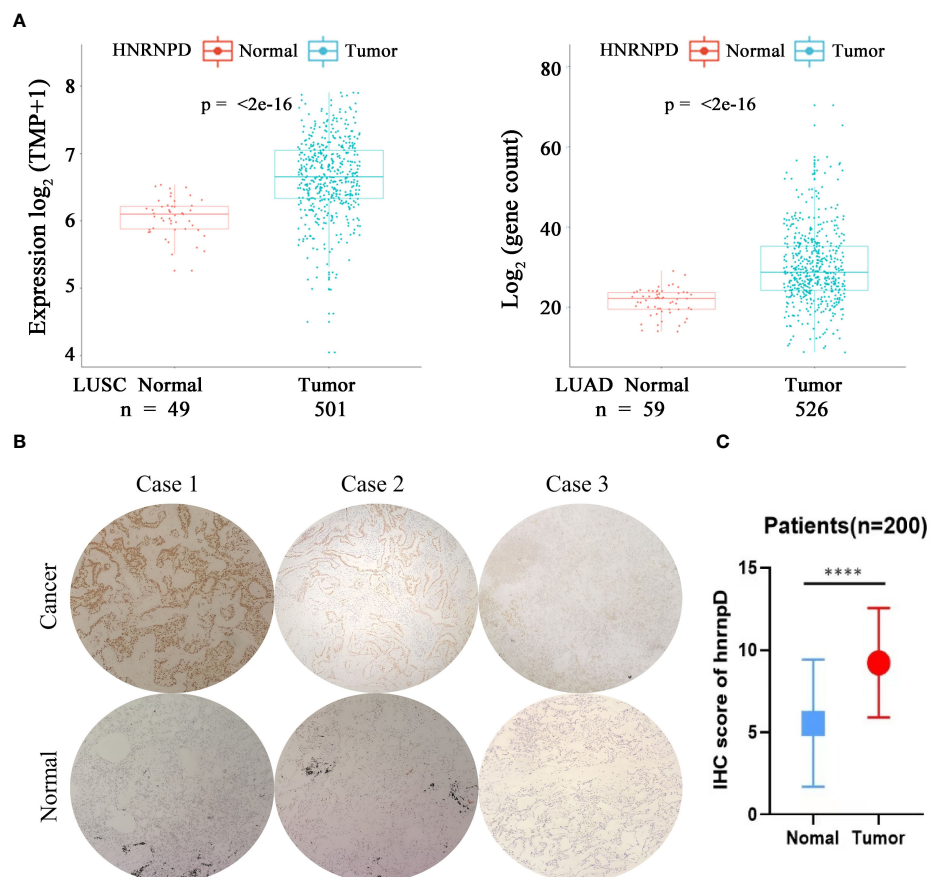 A
HNRNPD Normal Tumor
p = <2e-16
Expression log2 (TMP+1)
8
7
6
5
4
LUSC Normal Tumor
n = 49 501
HNRNPD Normal Tumor
p = <2e-16
Log2 (gene count)
80
60
40
20
LUAD Normal Tumor
n = 59 526
B
Case 1 Case 2 Case 3
Cancer
Normal
C
Patients(n=200)
****
IHC score of hnrnpD
15
10
5
0
Nomal Tumor